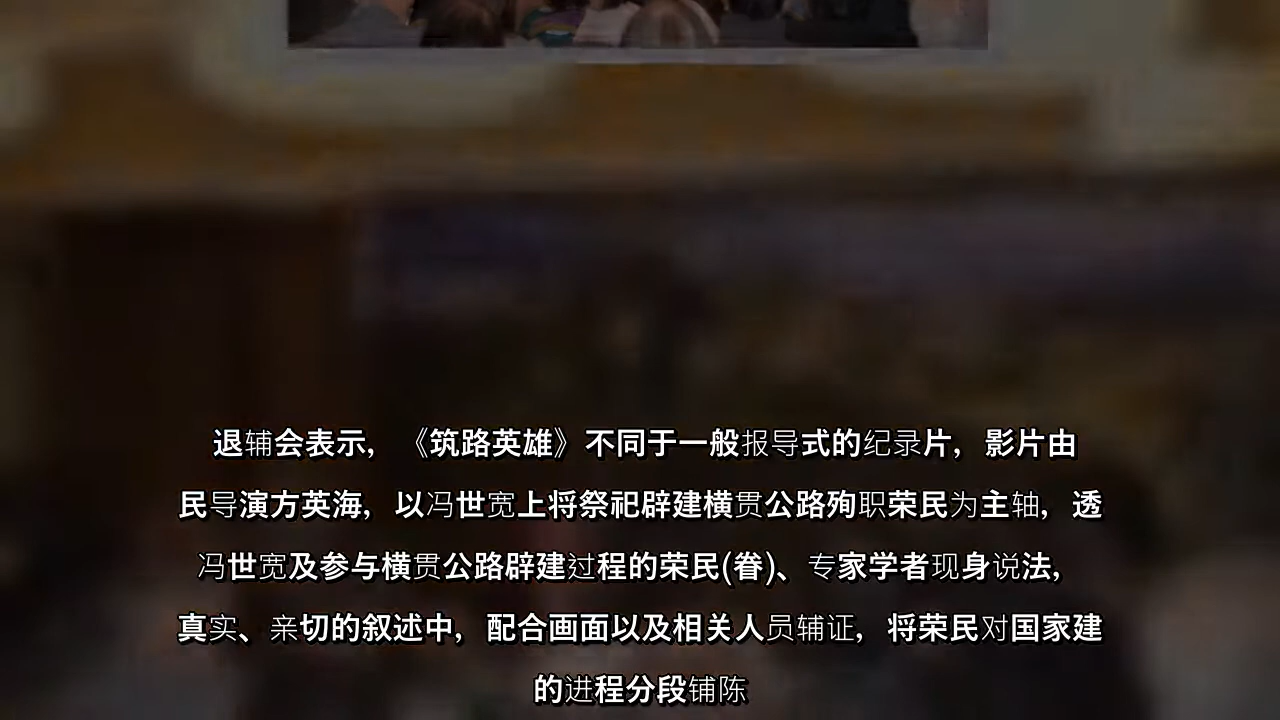 退辅会表示，《筑路英雄》不同于一般报导式的纪录片，影片由
民导演方英海，以冯世宽上将祭祀辟建横贯公路殉职荣民为主轴，透
冯世宽及参与横贯公路辟建过程的荣民(眷)、专家学者现身说法，
真实、亲切的叙述中，配合画面以及相关人员辅证，将荣民对国家建
的进程分段铺陈